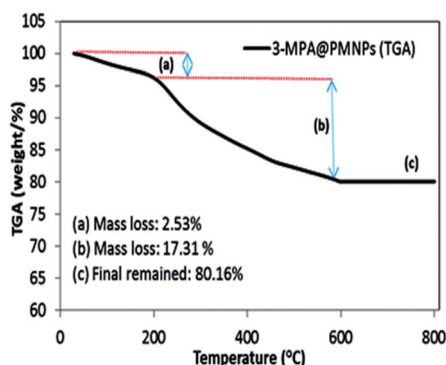 TGA (weight/%)
105
100
95
90
85
80
75
70
65
60
3-MPA@PMNPs (TGA)
(a)
(b)
(c)
(a) Mass loss: 2.53%
(b) Mass loss: 17.31 %
(c) Final remained: 80.16%
0 200 400 600 800
Temperature (°C)